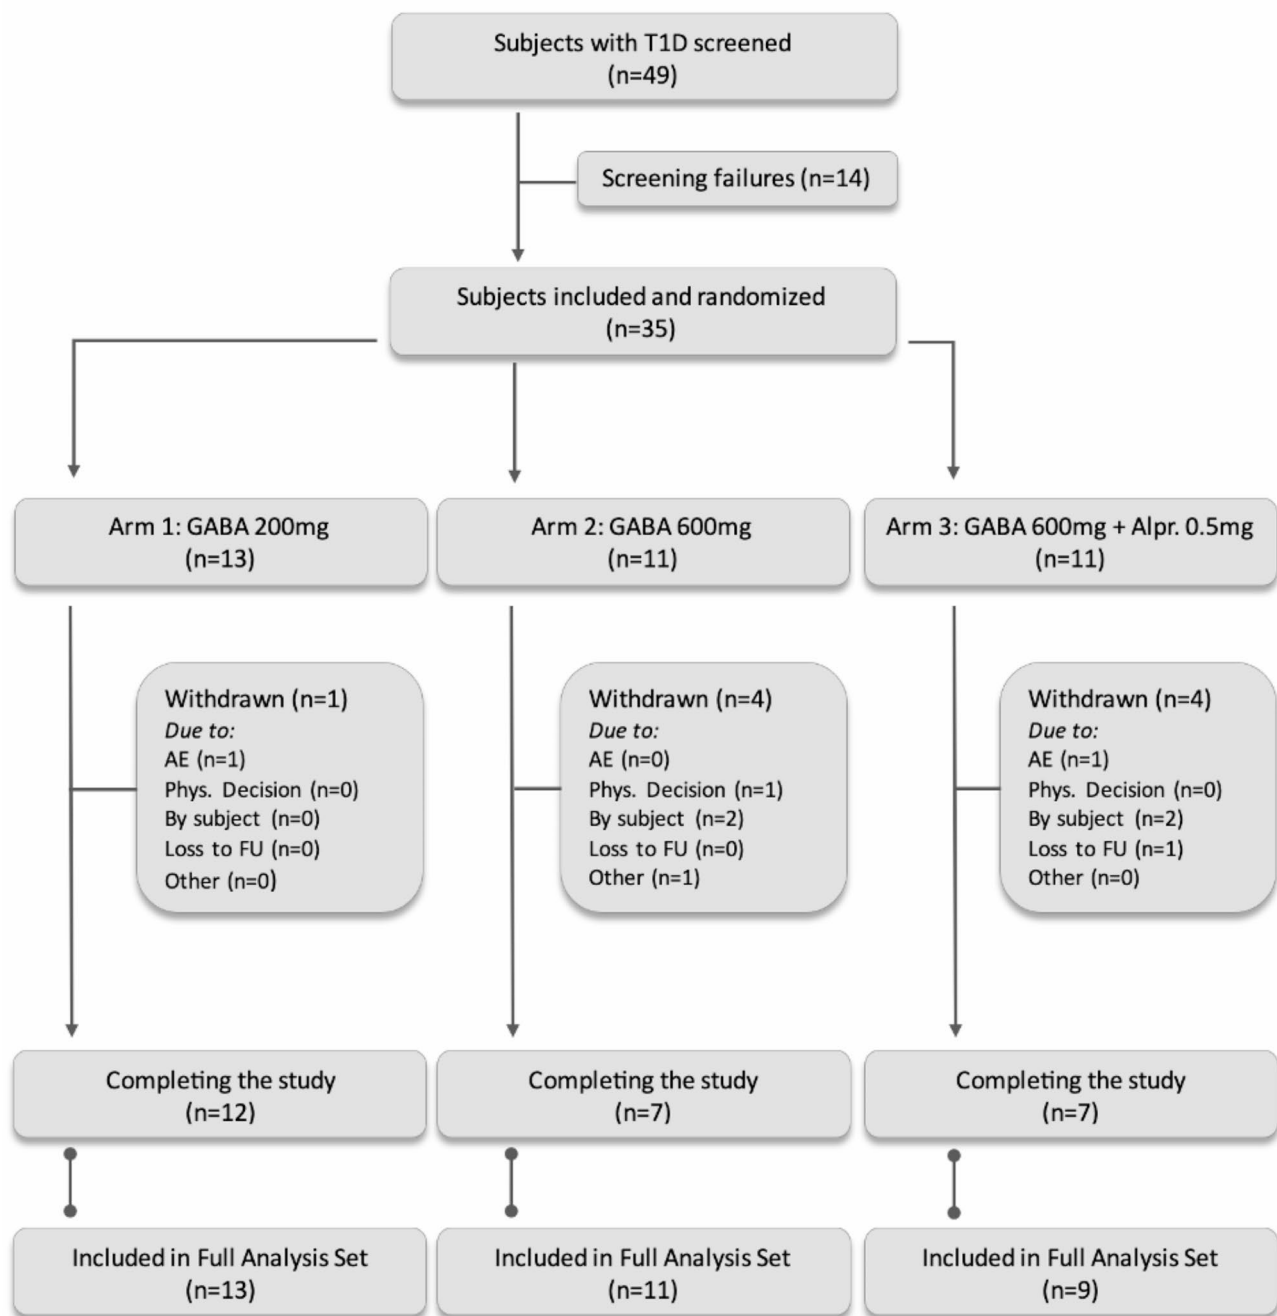 Subjects with T1D screened
(n=49)
Screening failures (n=14)
Subjects included and randomized
(n=35)
Arm 1: GABA 200mg
(n=13)
Arm 2: GABA 600mg
(n=11)
Arm 3: GABA 600mg + Alpr. 0.5mg
(n=11)
Withdrawn (n=1)
Due to:
AE (n=1)
Phys. Decision (n=0)
By subject (n=0)
Loss to FU (n=0)
Other (n=0)
Withdrawn (n=4)
Due to:
AE (n=0)
Phys. Decision (n=1)
By subject (n=2)
Loss to FU (n=0)
Other (n=1)
Withdrawn (n=4)
Due to:
AE (n=1)
Phys. Decision (n=0)
By subject (n=2)
Loss to FU (n=1)
Other (n=0)
Completing the study
(n=12)
Completing the study
(n=7)
Completing the study
(n=7)
Included in Full Analysis Set
(n=13)
Included in Full Analysis Set
(n=11)
Included in Full Analysis Set
(n=9)